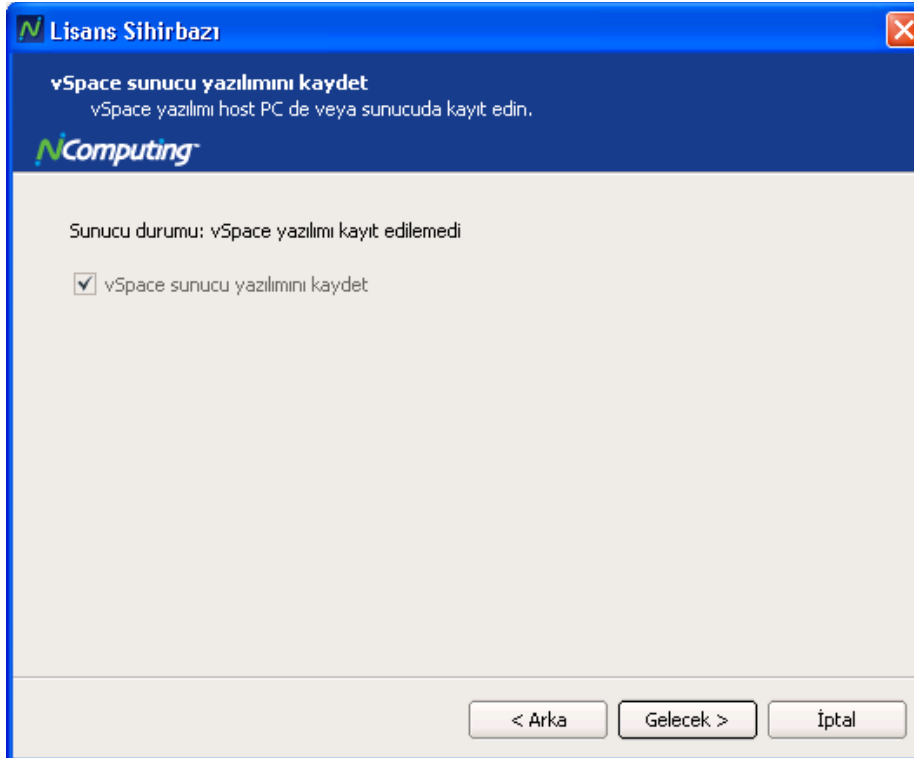 Lisans Sihirbazı
vSpace sunucu yazılımını kaydet
vSpace yazılımı host PC de veya sunucuda kayıt edin.
NComputing
Sunucu durumu: vSpace yazılımı kayıt edilemedi
vSpace sunucu yazılımını kaydet
< Arka
Gelecek >
İptal